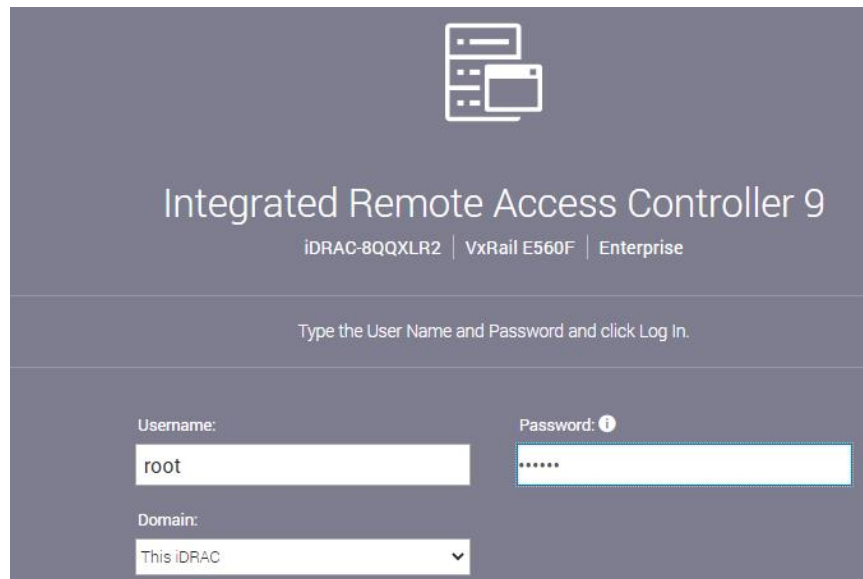 Integrated Remote Access Controller 9
iDRAC-8QQXLR2 | VxRail E560F | Enterprise
Type the User Name and Password and click Log In.
Username: Password: i
root ••••••
Domain:
This iDRAC